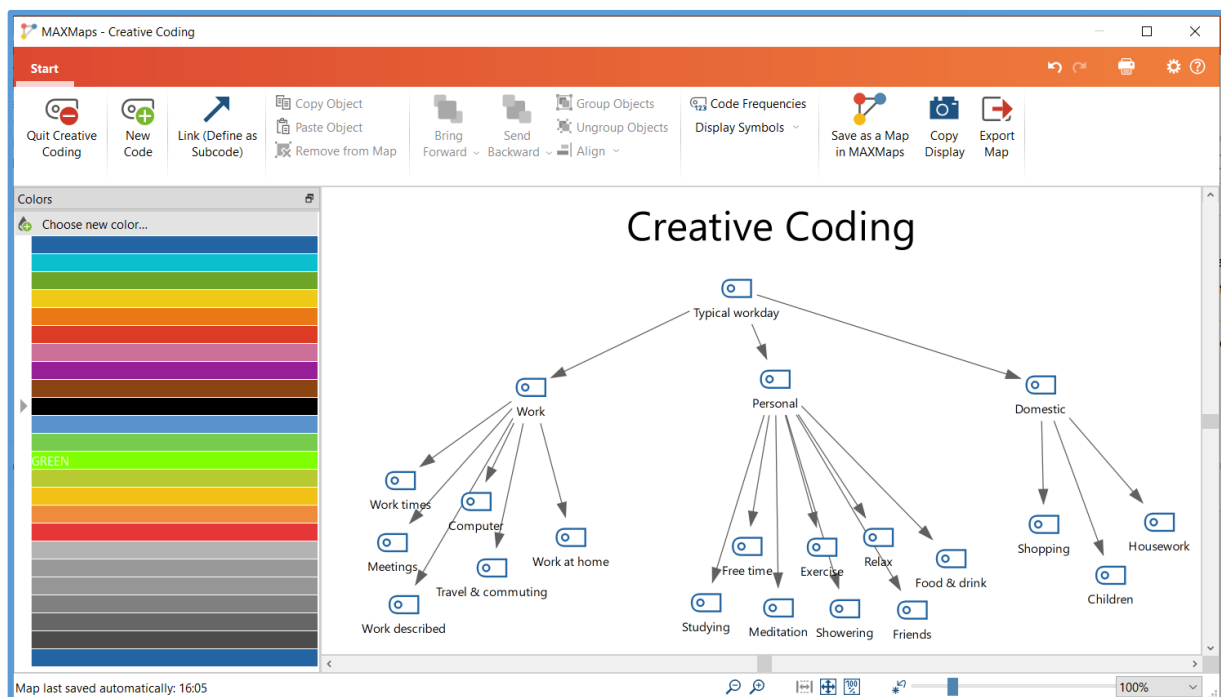 MAXMaps - Creative Coding
Start
Quit Creative
Coding
New
Code
Link (Define as
Subcode)
Copy Object
Paste Object
Remove from Map
Bring
Forward
Send
Backward
Group Objects
Ungroup Objects
Align
123
Code Frequencies
Display Symbols
Save as a Map
in MAXMaps
Copy
Display
Export
Map
Colors
Choose new color...
GREEN
Creative Coding
Typical workday
Work
Personal
Domestic
Work times
Computer
Meetings
Work at home
Travel & commuting
Work described
Free time
Exercise
Relax
Food & drink
Studying
Meditation
Showering
Friends
Shopping
Housework
Children
Map last saved automatically: 16:05
100
%
100%